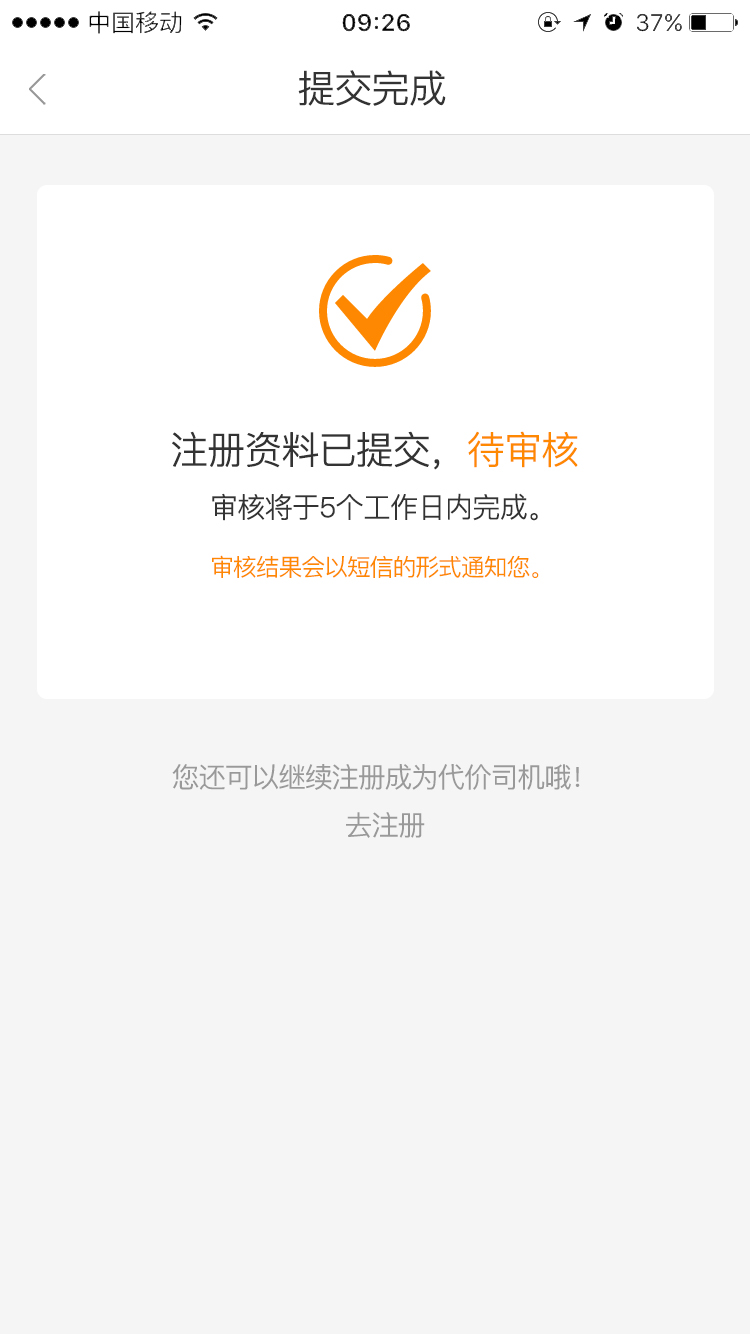 中国移动 09:26 37%
提交完成
注册资料已提交，待审核
审核将于5个工作日内完成。
审核结果会以短信的形式通知您。
您还可以继续注册成为代价司机哦！
去注册